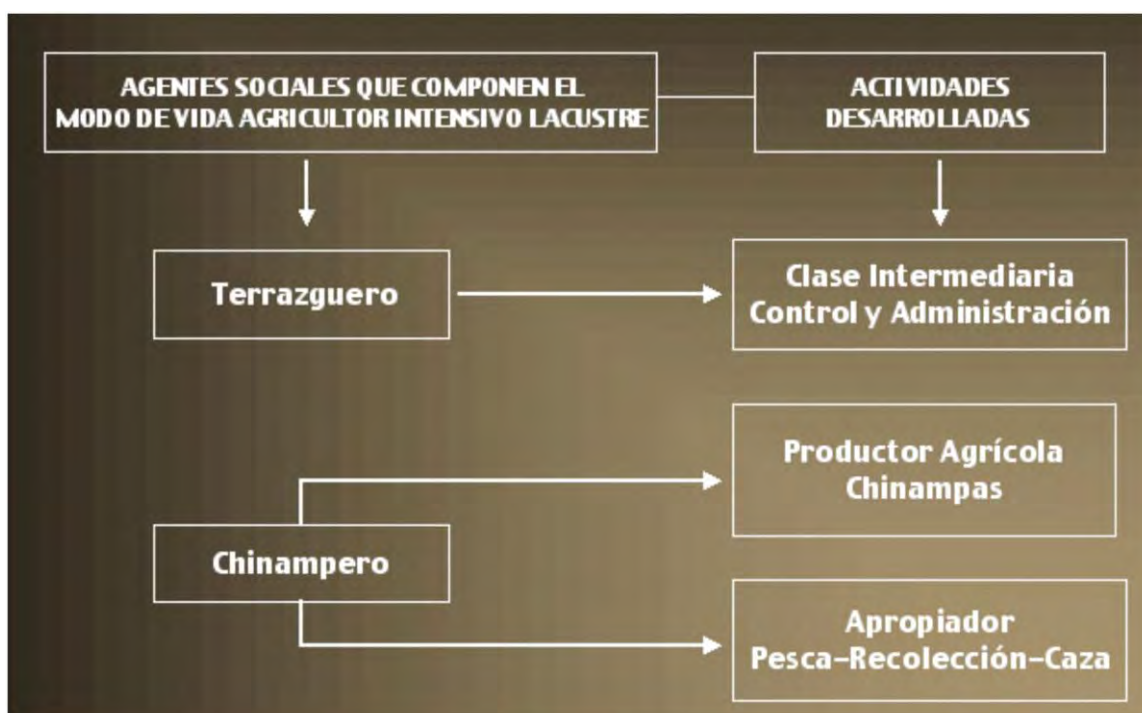 AGENTES SOCIALES QUE COMPONEN EL
MODO DE VIDA AGRICULTOR INTENSIVO LACUSTRE
ACTIVIDADES
DESARROLLADAS
Terrazguero
Clase Intermediaria
Control y Administración
Productor Agrícola
Chinampas
Chinampero
Apropiador
Pesca-Recolección-Caza